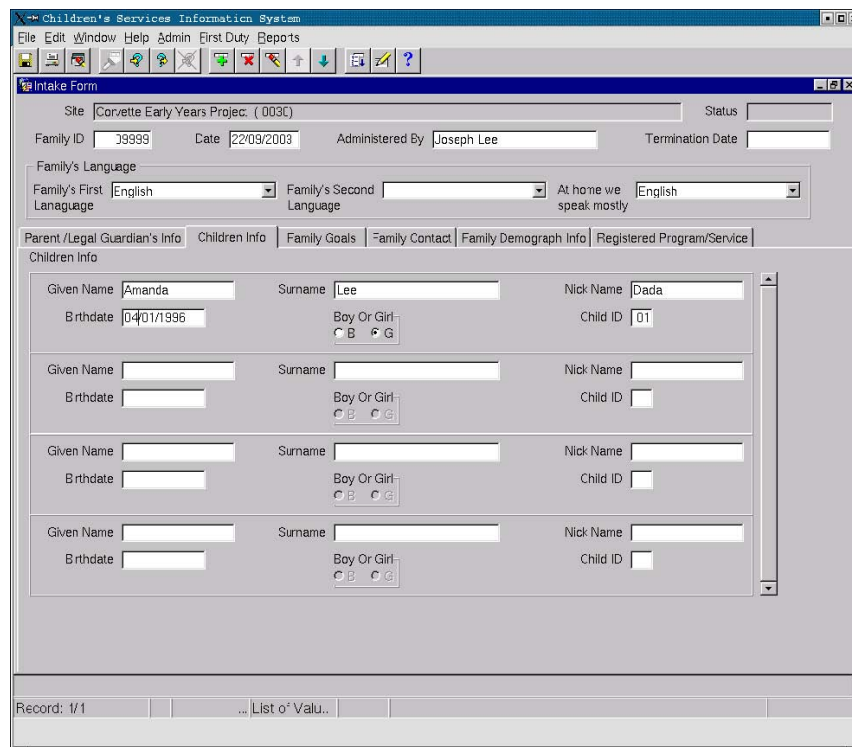 Children's Services Information System
File Edit Window Help Admin First Duty Reports
Intake Form
Site Corvette Early Years Project ( 0030) Status
Family ID 09999 Date 22/09/2003 Administered By Joseph Lee Termination Date
Family's Language
Family's First English Family's Second At home we English
Lanaguage Language speak mostly
Parent /Legal Guardian's Info Children Info Family Goals Family Contact Family Demograph Info Registered Program/Service
Children Info
Given Name Amanda Surname Lee Nick Name Dada
Birthdate 04/01/1996 Boy Or Girl Child ID 01
B G
Given Name Surname Nick Name
Birthdate Boy Or Girl Child ID
B G
Given Name Surname Nick Name
Birthdate Boy Or Girl Child ID
B G
Given Name Surname Nick Name
Birthdate Boy Or Girl Child ID
B G
Record: 1/1 ... List of Valu..